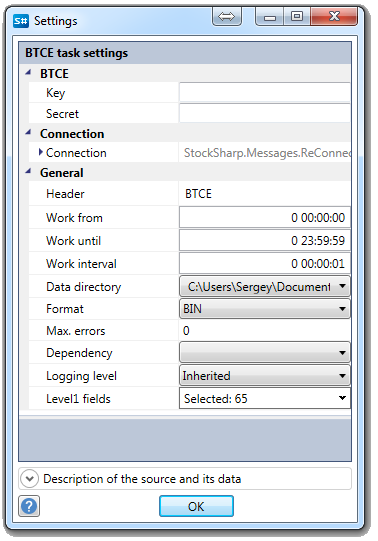 S# Settings
BTCE task settings
BTCE
Key
Secret
Connection
Connection StockSharp.Messages.ReConnec
General
Header BTCE
Work from 0 00:00:00
Work until 0 23:59:59
Work interval 0 00:00:01
Data directory C:\Users\Sergey\Document
Format BIN
Max. errors 0
Dependency
Logging level Inherited
Level1 fields Selected: 65
Description of the source and its data
? OK